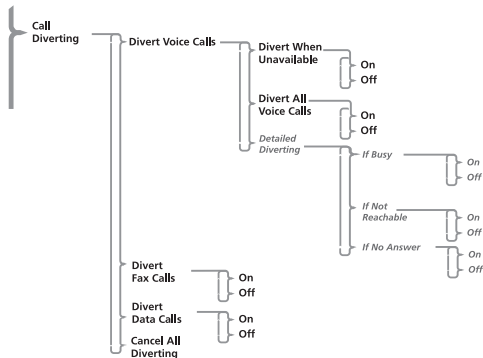 Call
Diverting
Divert Voice Calls
Divert When
Unavailable
On
Off
Divert All
Voice Calls
On
Off
Detailed
Diverting
If Busy
On
Off
If Not
Reachable
On
Off
If No Answer
On
Off
Divert
Fax Calls
On
Off
Divert
Data Calls
On
Off
Cancel All
Diverting